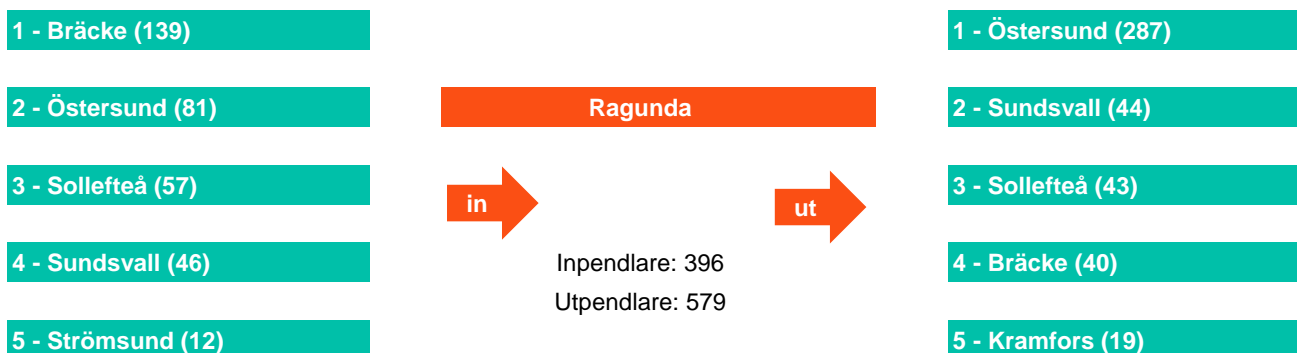 1 - Bräcke (139)
2 - Östersund (81)
3 - Sollefteå (57)
4 - Sundsvall (46)
5 - Strömsund (12)
Ragunda
in
ut
Inpendlare: 396
Utpendlare: 579
1 - Östersund (287)
2 - Sundsvall (44)
3 - Sollefteå (43)
4 - Bräcke (40)
5 - Kramfors (19)